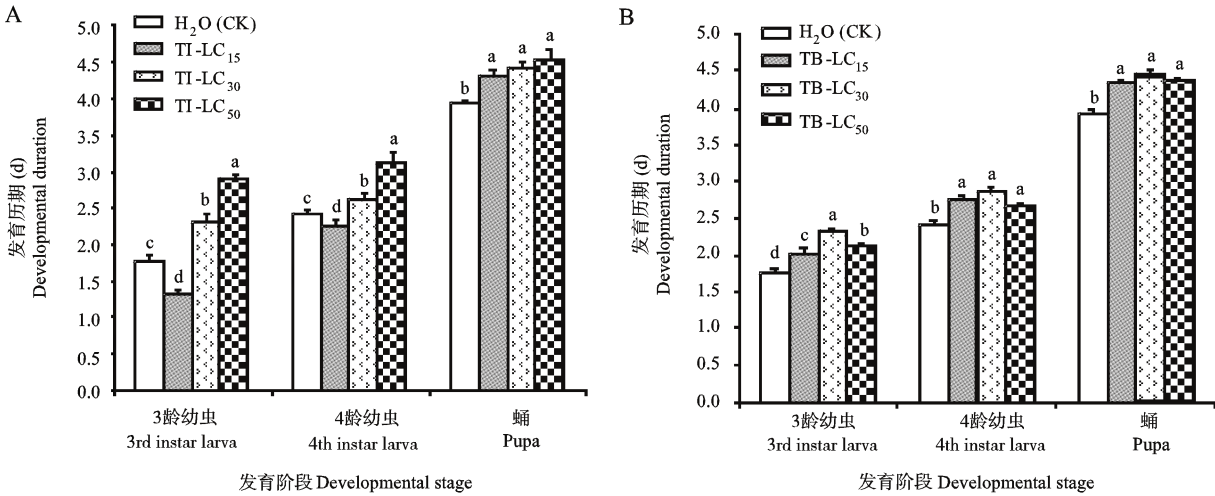 A
H₂O (CK)
TI-LC₁₅
TI-LC₃₀
TI-LC₅₀
发育历期 (d)
Developmental duration
5.0
4.5
4.0
3.5
3.0
2.5
2.0
1.5
1.0
0.5
0.0
c
d
b
a
c
d
b
a
b
a
a
a
3龄幼虫
3rd instar larva
4龄幼虫
4th instar larva
蛹
Pupa
发育阶段 Developmental stage
B
H₂O (CK)
TB-LC₁₅
TB-LC₃₀
TB-LC₅₀
发育历期 (d)
Developmental duration
5.0
4.5
4.0
3.5
3.0
2.5
2.0
1.5
1.0
0.5
0.0
d
c
a
b
b
a
a
a
b
a
a
a
3龄幼虫
3rd instar larva
4龄幼虫
4th instar larva
蛹
Pupa
发育阶段 Developmental stage